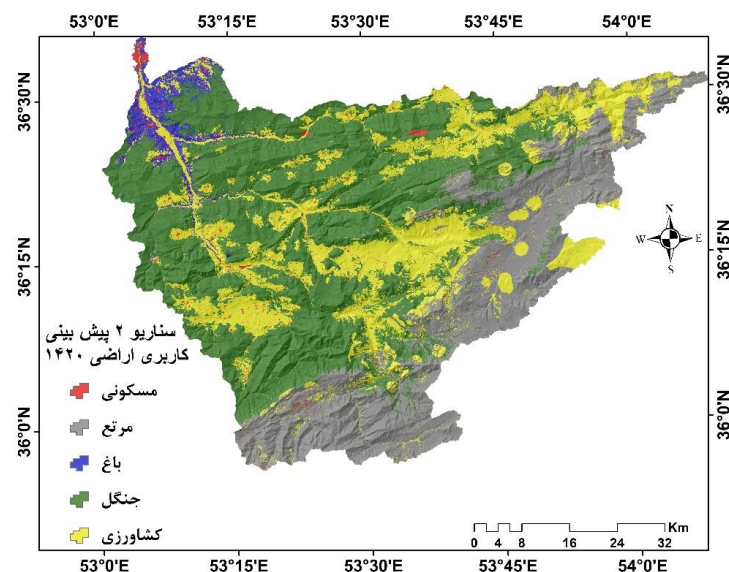 53°0'E 53°15'E 53°30'E 53°45'E 54°0'E
36°30'N 36°30'N
N
W E
S
36°15'N 36°15'N
سناریو ۲ پیش بینی
کاربری اراضی ۱۴۲۰
مسکونی
مرتع
باغ
جنگل
کشاورزی
36°0'N 36°0'N
Km
0 4 8 16 24 32
53°0'E 53°15'E 53°30'E 53°45'E 54°0'E